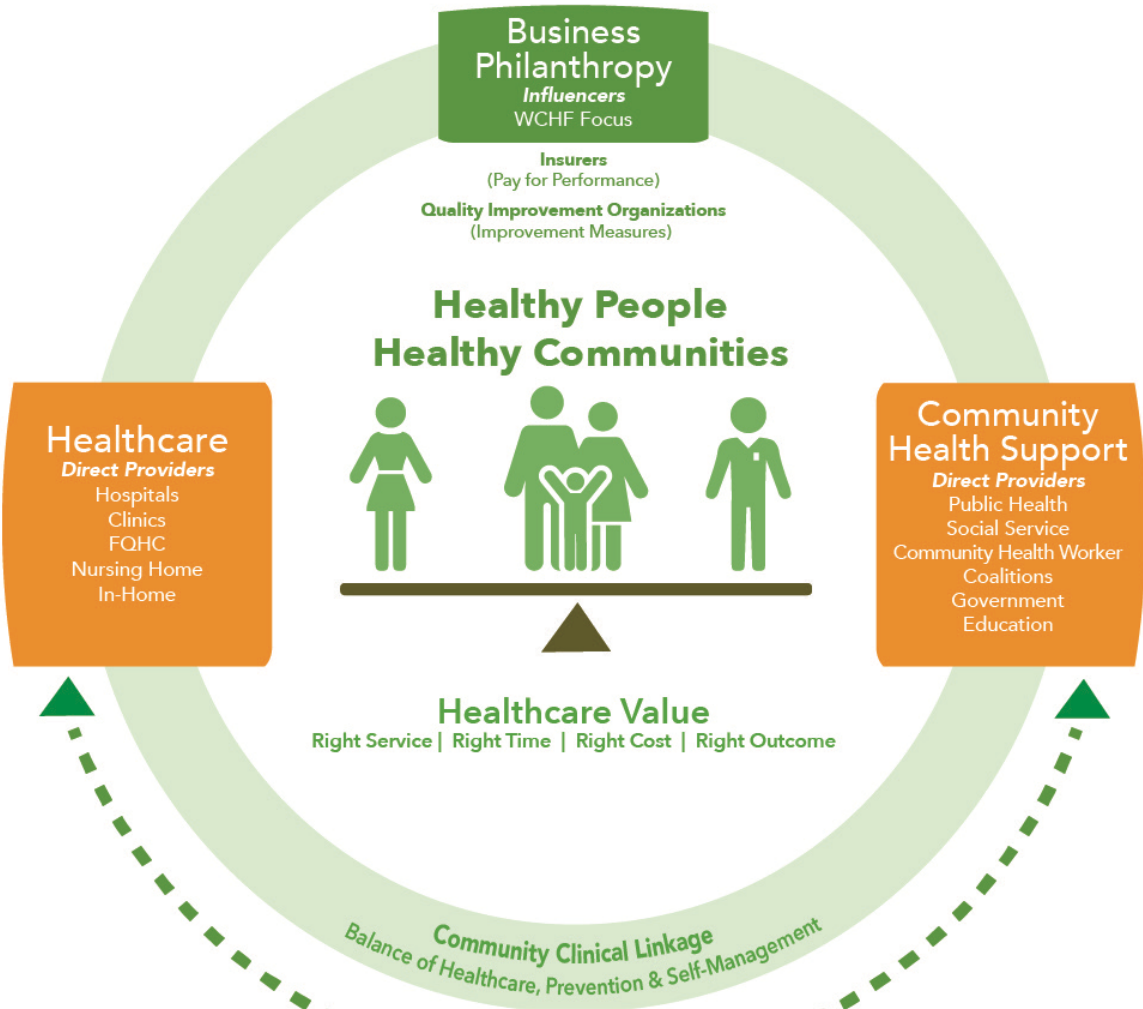 Business
Philanthropy
Influencers
WCHF Focus
Insurers
(Pay for Performance)
Quality Improvement Organizations
(Improvement Measures)
Healthy People
Healthy Communities
Healthcare
Direct Providers
Hospitals
Clinics
FQHC
Nursing Home
In-Home
Community
Health Support
Direct Providers
Public Health
Social Service
Community Health Worker
Coalitions
Government
Education
Healthcare Value
Right Service | Right Time | Right Cost | Right Outcome
Community Clinical Linkage
Balance of Healthcare, Prevention & Self-Management